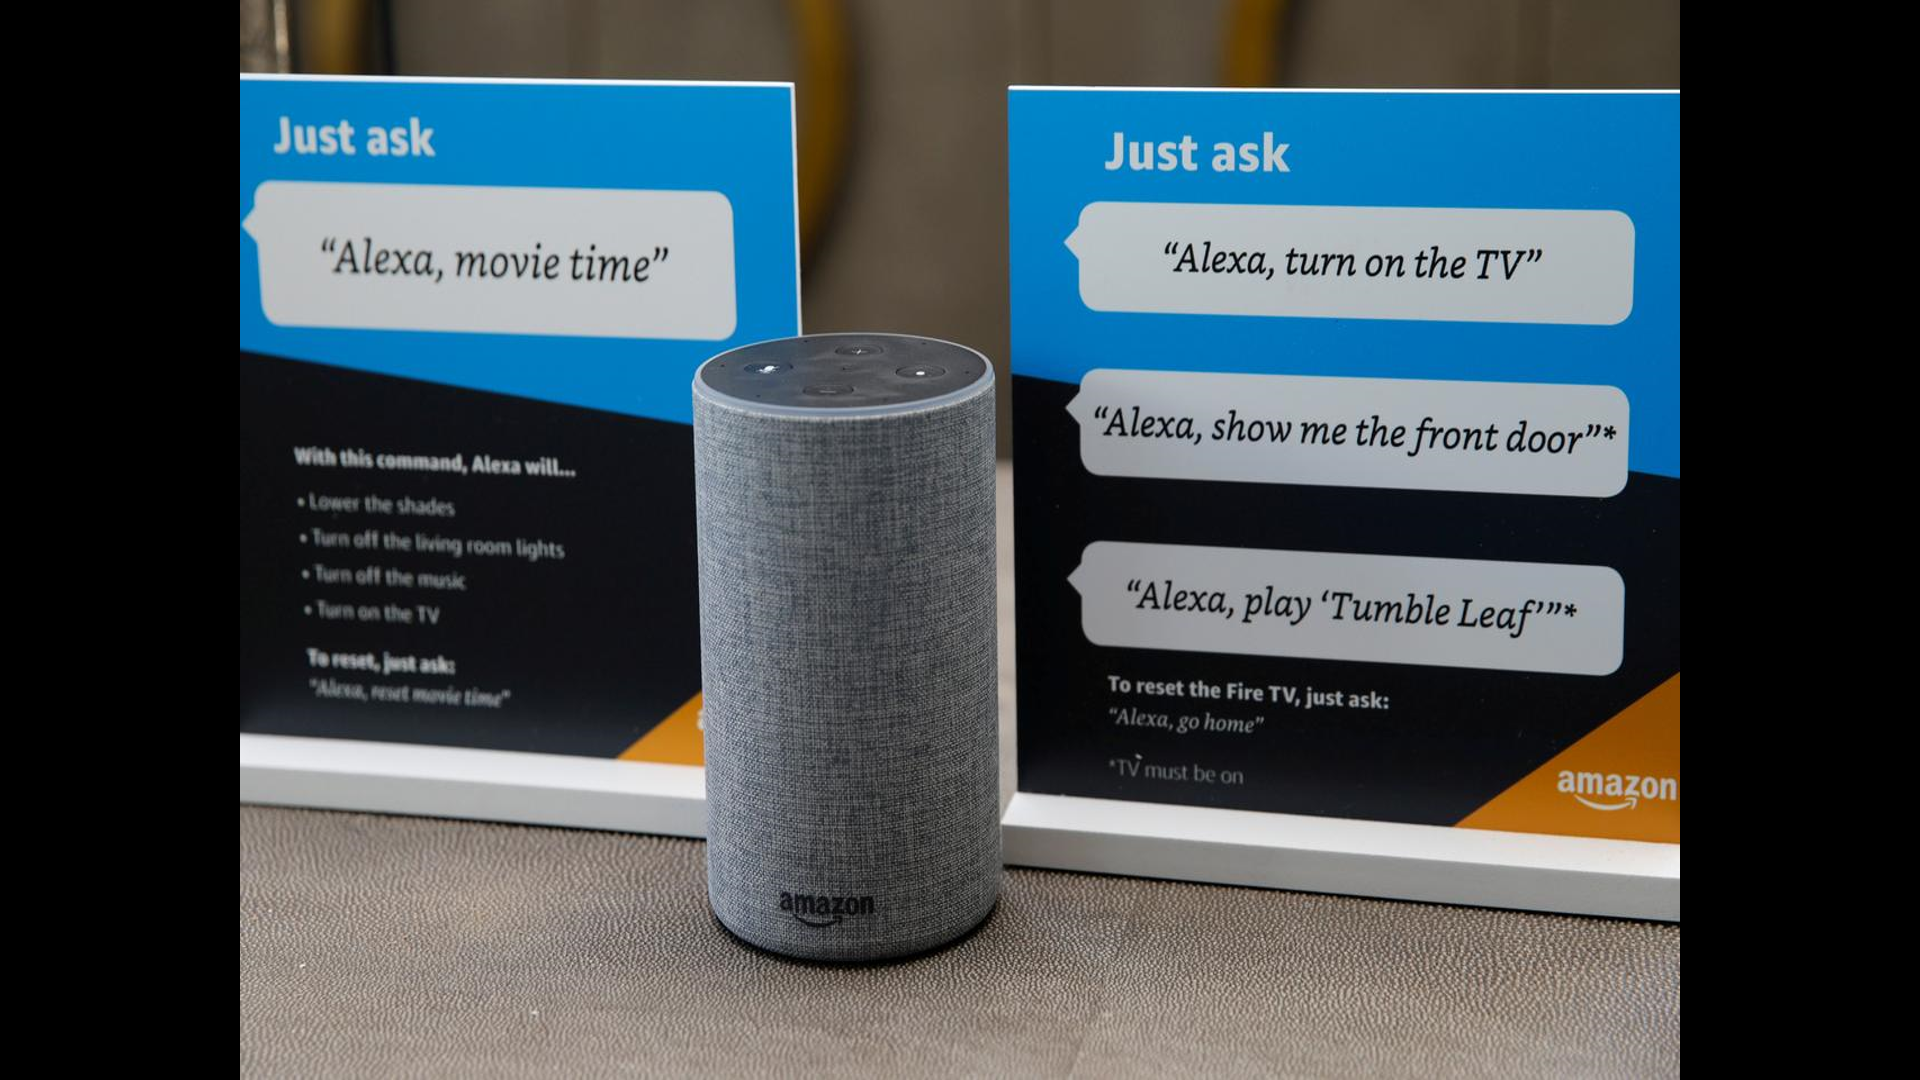 Just ask
“Alexa, movie time”
With this command, Alexa will...
• Lower the shades
• Turn off the living room lights
• Turn off the music
• Turn on the TV
To reset, just ask:
“Alexa, reset movie time”
Just ask
“Alexa, turn on the TV”
“Alexa, show me the front door”*
“Alexa, play ‘Tumble Leaf’”*
To reset the Fire TV, just ask:
“Alexa, go home”
*TV must be on
amazon
amazon